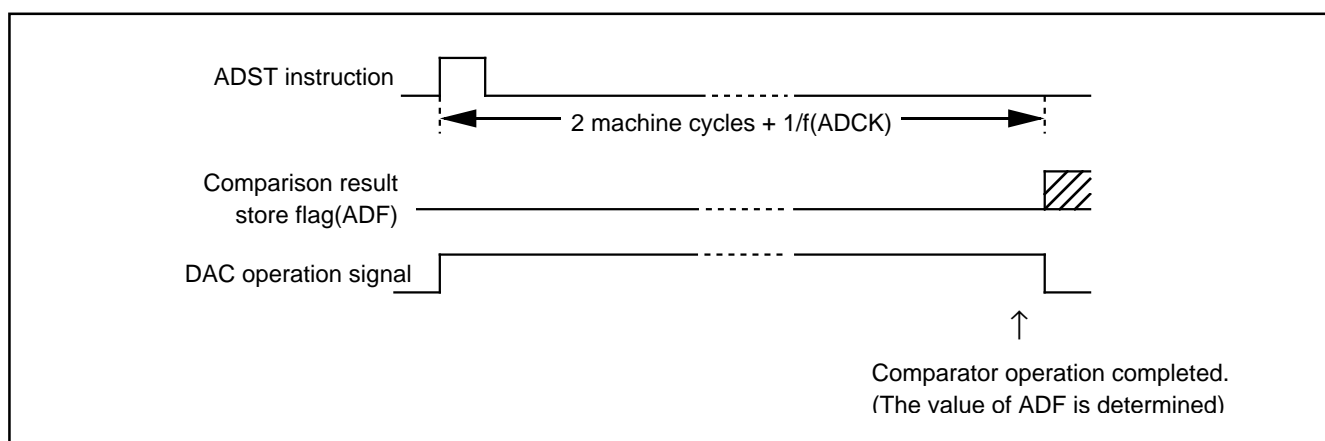 ADST instruction
2 machine cycles + 1/f(ADCK)
Comparison result
store flag(ADF)
DAC operation signal
↑
Comparator operation completed.
(The value of ADF is determined)